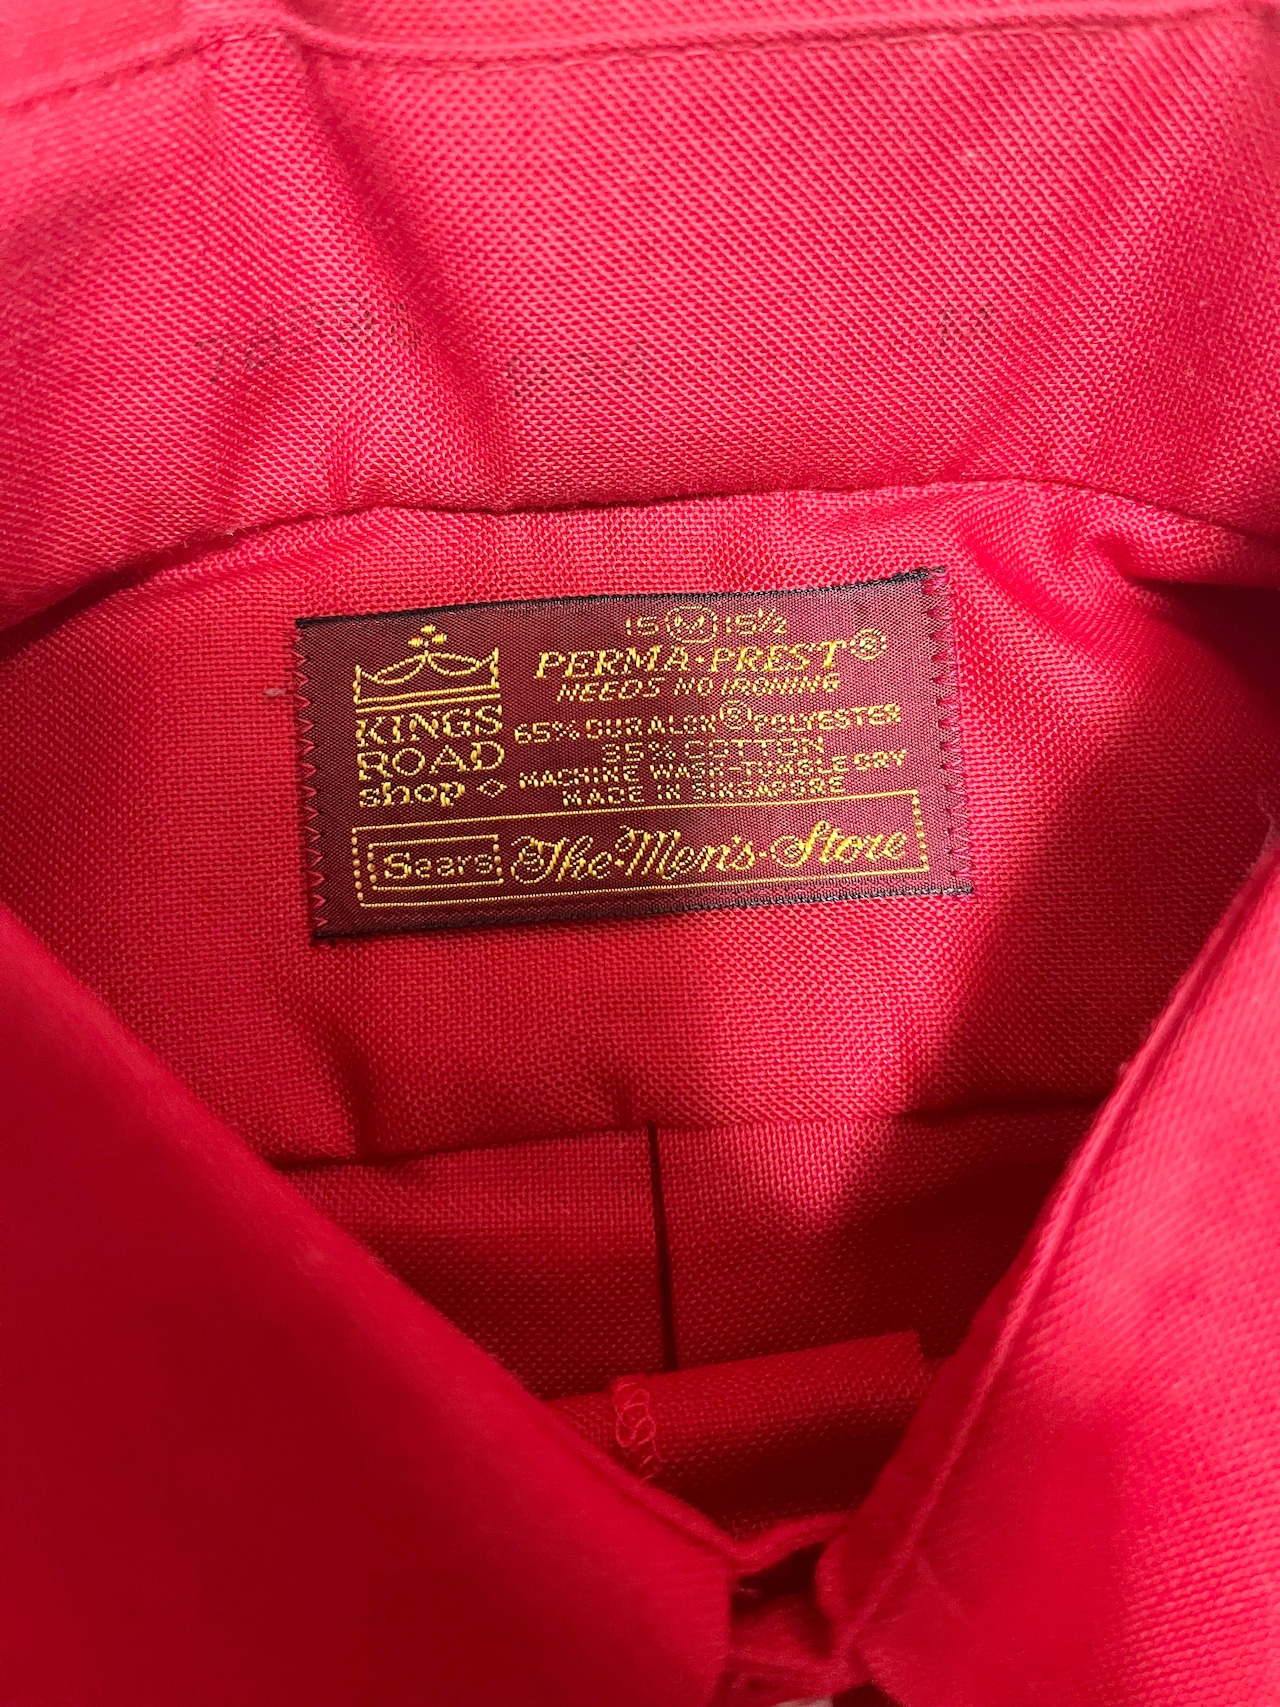 15 M 15½
PERMA·PREST®
NEEDS NO IRONING
KINGS
ROAD
shop
65% DURALON® POLYESTER
35% COTTON
MACHINE WASH-TUMBLE DRY
MADE IN SINGAPORE
Sears The·Men's·Store